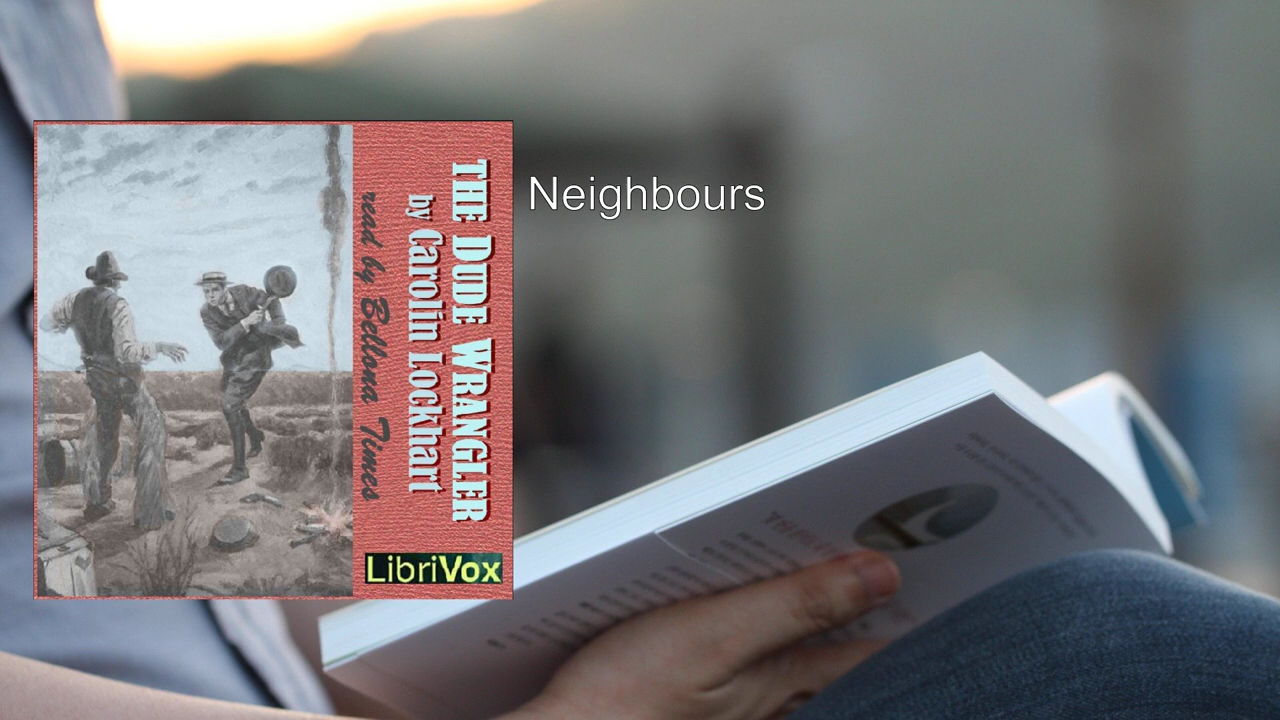 THE DUDE WRANGLER
by Carolin Lockhart
read by Bellona Times
LibriVox
Neighbours